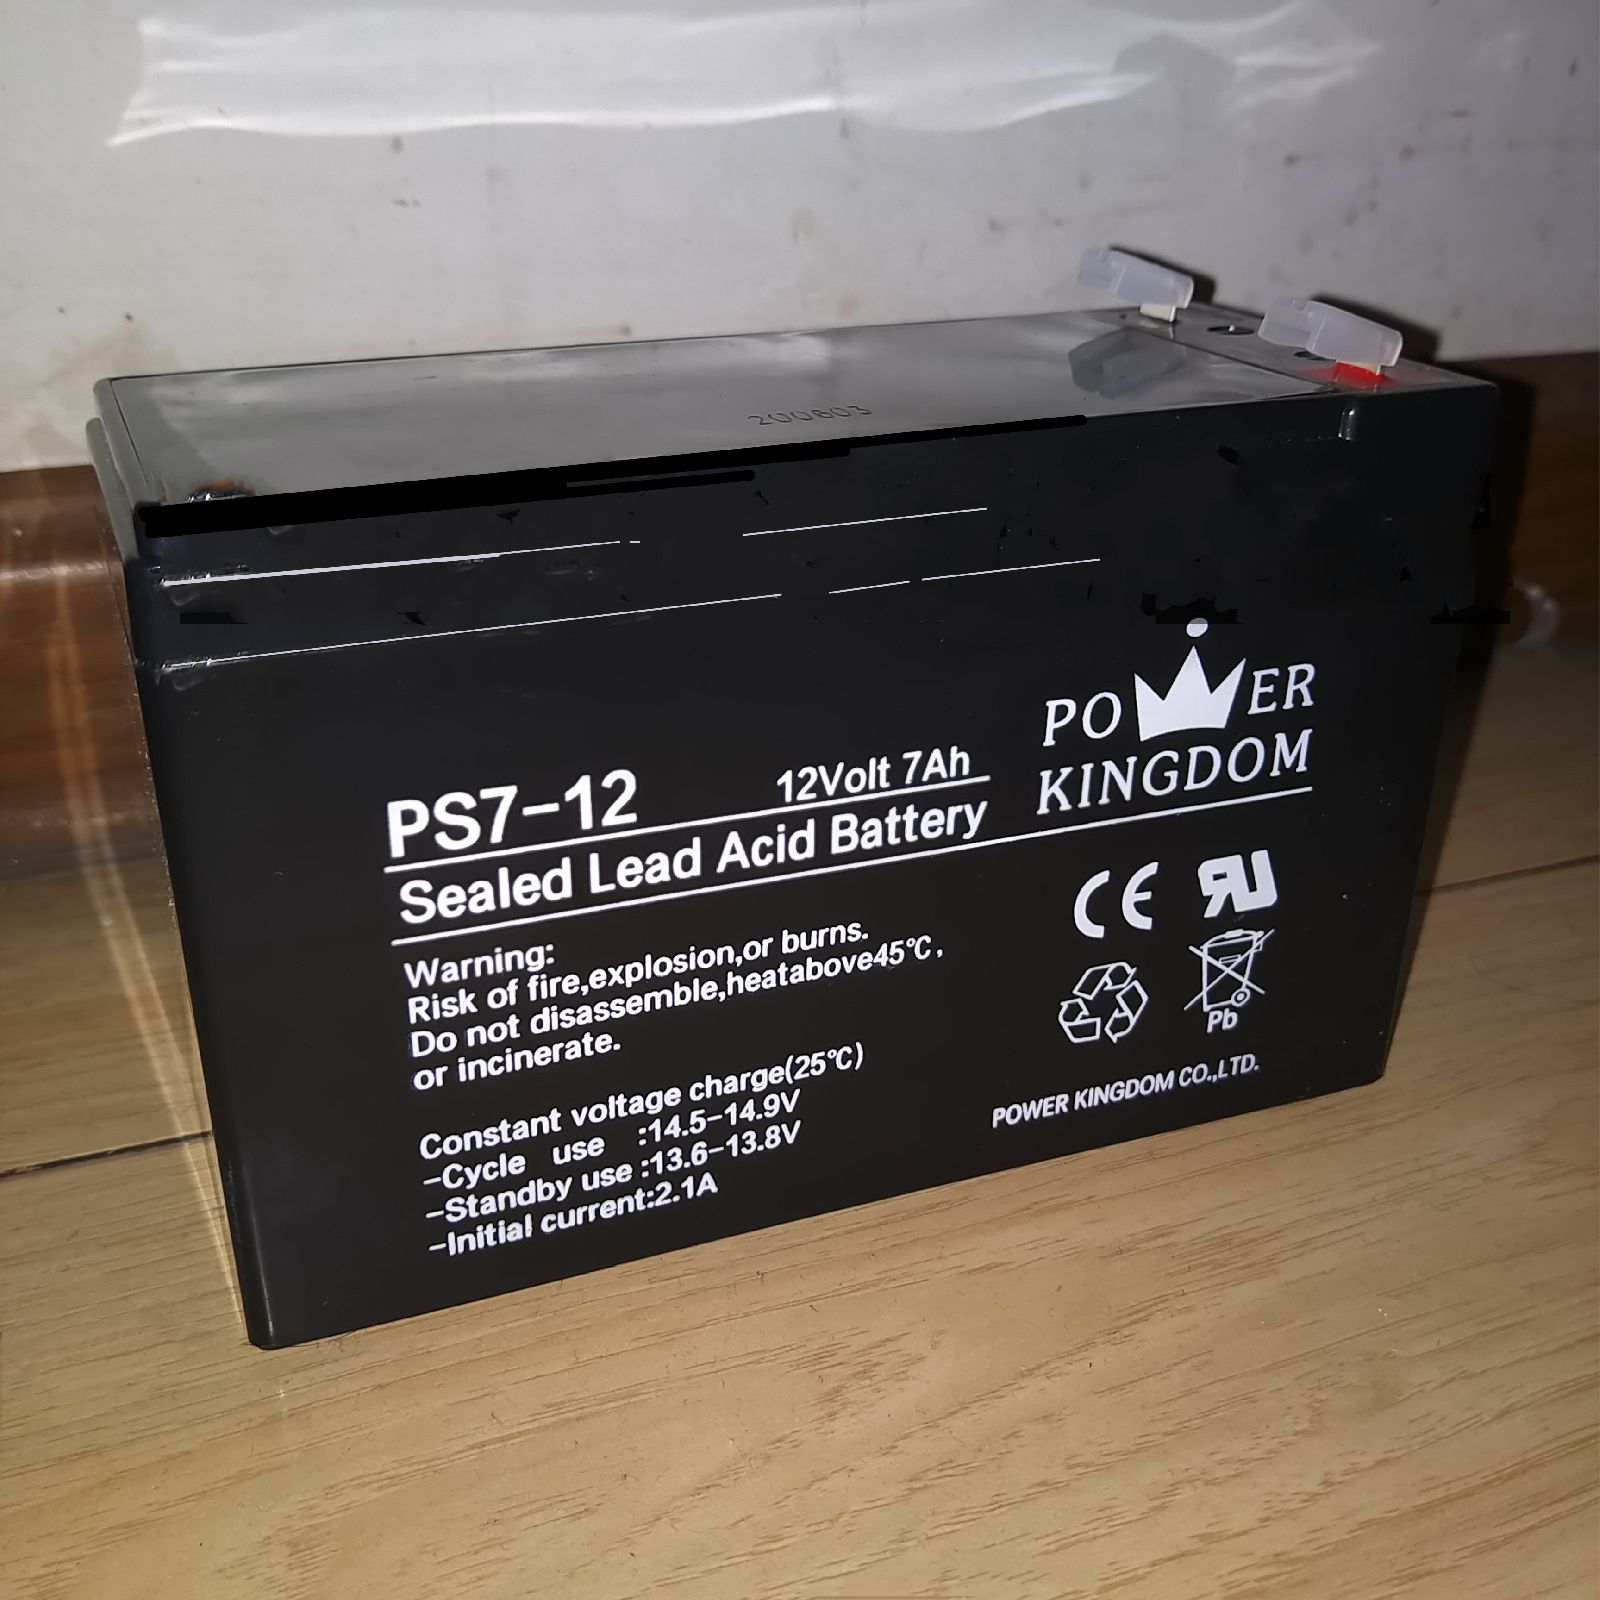 200803
PS7-12
12Volt 7Ah
Sealed Lead Acid Battery
POWER
KINGDOM
Warning:
Risk of fire,explosion,or burns.
Do not disassemble,heatabove45℃,
or incinerate.
Constant voltage charge(25℃)
-Cycle use :14.5-14.9V
-Standby use :13.6-13.8V
-Initial current:2.1A
CE
RU
Pb
POWER KINGDOM CO.,LTD.